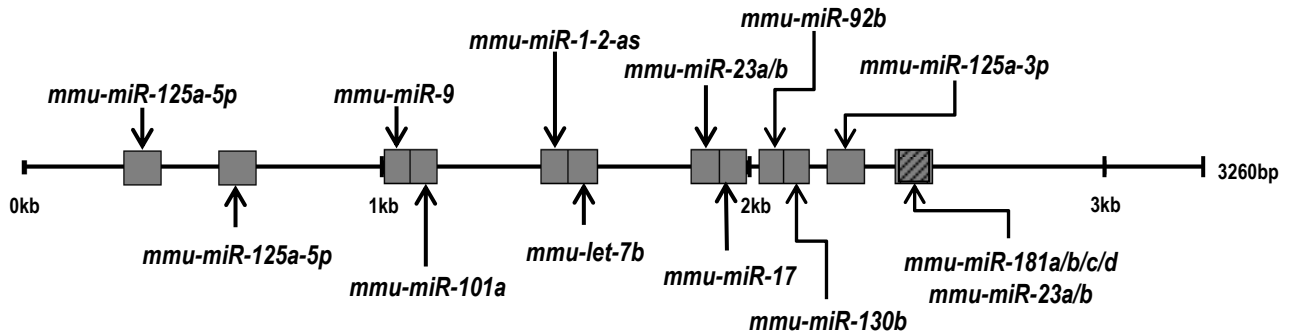 mmu-miR-92b
mmu-miR-1-2-as
mmu-miR-23a/b
mmu-miR-125a-3p
mmu-miR-125a-5p
mmu-miR-9
0kb
1kb
2kb
3kb
3260bp
mmu-miR-125a-5p
mmu-miR-101a
mmu-let-7b
mmu-miR-17
mmu-miR-130b
mmu-miR-181a/b/c/d
mmu-miR-23a/b